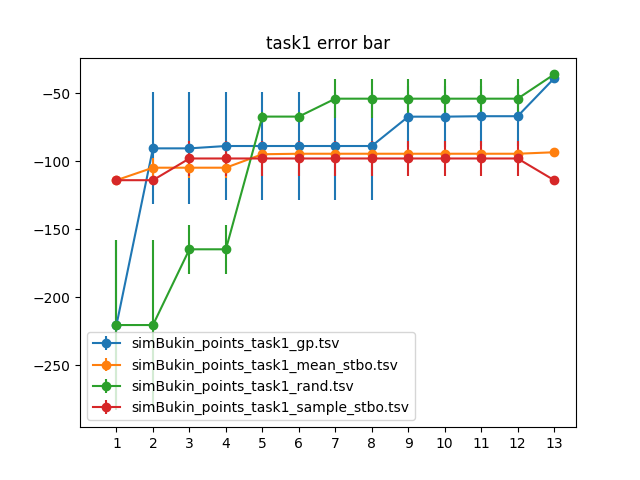 task1 error bar
−50
−100
−150
−200
−250
simBukin_points_task1_gp.tsv
simBukin_points_task1_mean_stbo.tsv
simBukin_points_task1_rand.tsv
simBukin_points_task1_sample_stbo.tsv
1 2 3 4 5 6 7 8 9 10 11 12 13